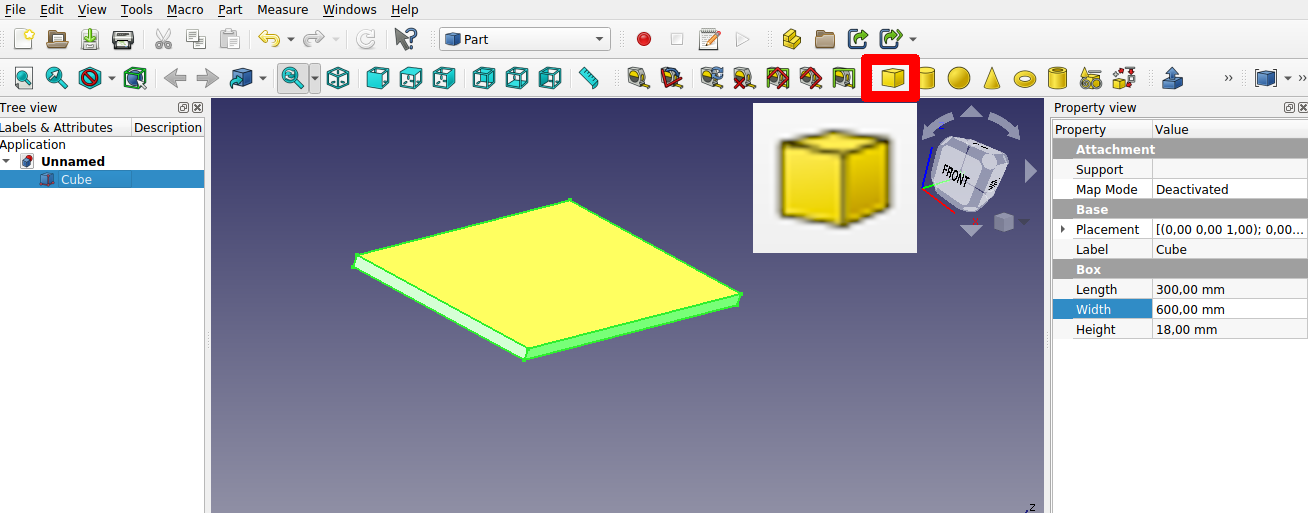 File Edit View Tools Macro Part Measure Windows Help
Part
Tree view
Labels & Attributes Description
Application
Unnamed
Cube
FRONT
z
Property view
Property Value
Attachment
Support
Map Mode Deactivated
Base
Placement [(0,00 0,00 1,00); 0,00...
Label Cube
Box
Length 300,00 mm
Width 600,00 mm
Height 18,00 mm